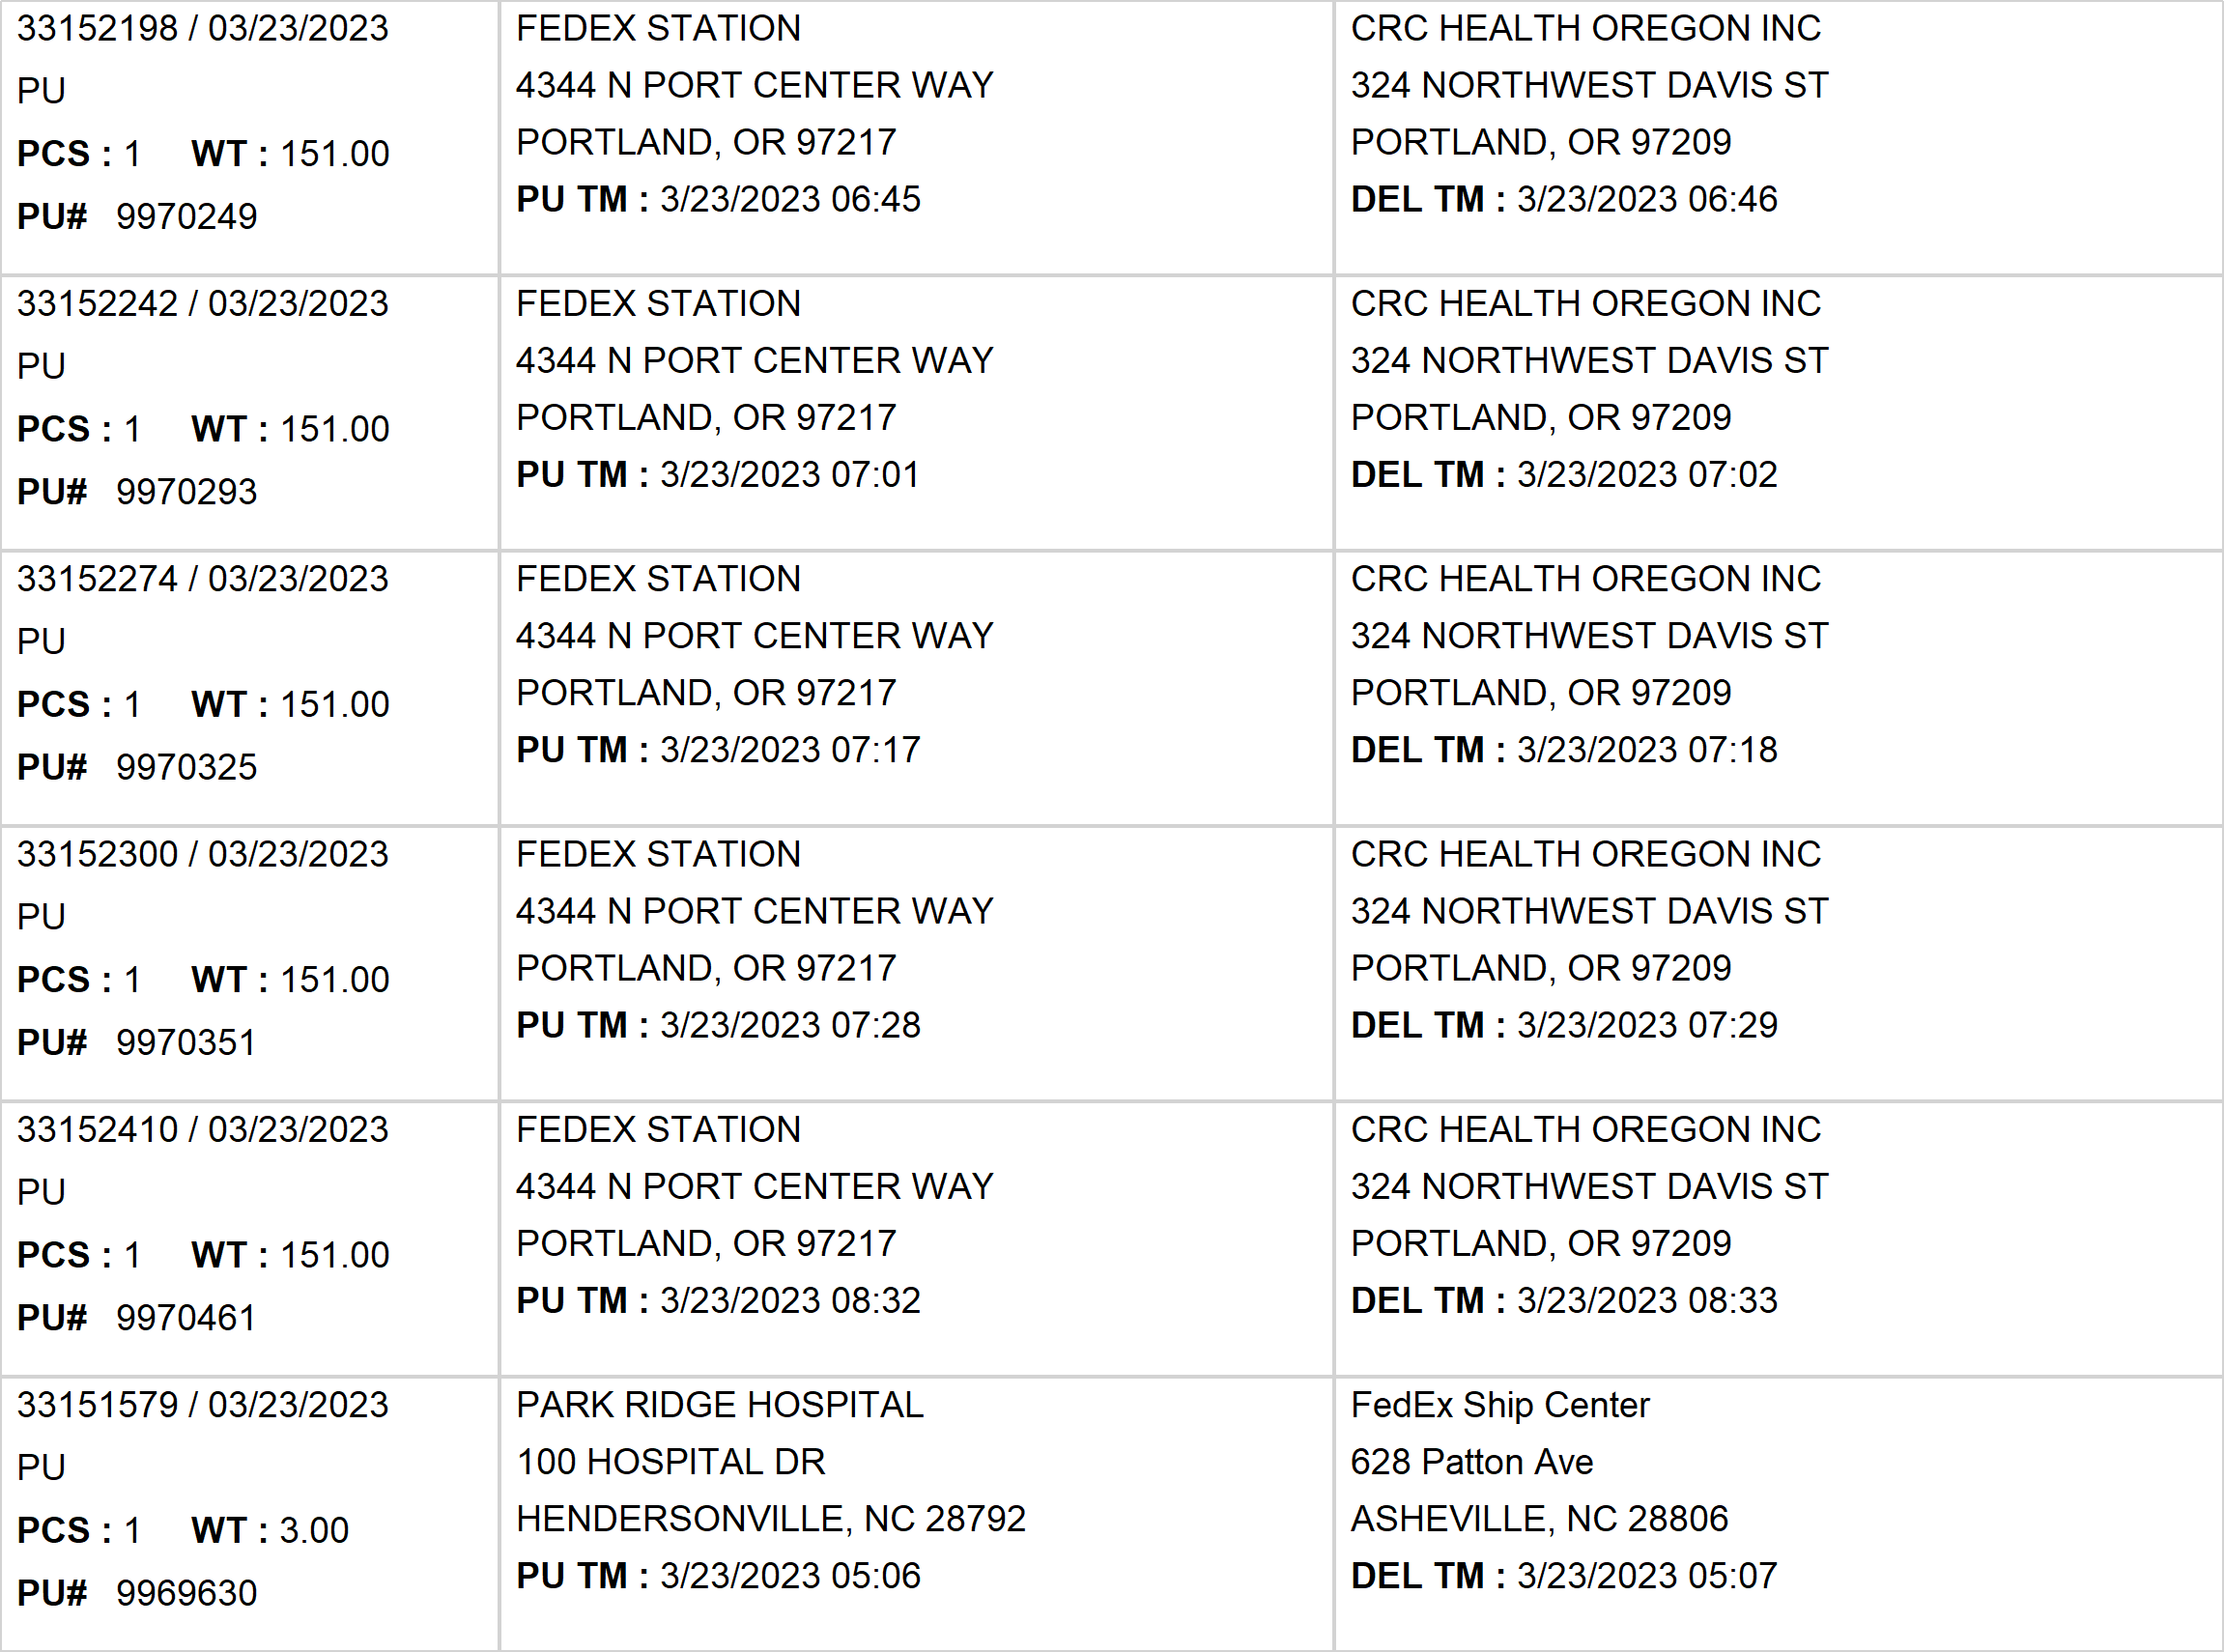 33152198 / 03/23/2023
PU
PCS : 1 WT : 151.00
PU# 9970249
FEDEX STATION
4344 N PORT CENTER WAY
PORTLAND, OR 97217
PU TM : 3/23/2023 06:45
CRC HEALTH OREGON INC
324 NORTHWEST DAVIS ST
PORTLAND, OR 97209
DEL TM : 3/23/2023 06:46
33152242 / 03/23/2023
PU
PCS : 1 WT : 151.00
PU# 9970293
FEDEX STATION
4344 N PORT CENTER WAY
PORTLAND, OR 97217
PU TM : 3/23/2023 07:01
CRC HEALTH OREGON INC
324 NORTHWEST DAVIS ST
PORTLAND, OR 97209
DEL TM : 3/23/2023 07:02
33152274 / 03/23/2023
PU
PCS : 1 WT : 151.00
PU# 9970325
FEDEX STATION
4344 N PORT CENTER WAY
PORTLAND, OR 97217
PU TM : 3/23/2023 07:17
CRC HEALTH OREGON INC
324 NORTHWEST DAVIS ST
PORTLAND, OR 97209
DEL TM : 3/23/2023 07:18
33152300 / 03/23/2023
PU
PCS : 1 WT : 151.00
PU# 9970351
FEDEX STATION
4344 N PORT CENTER WAY
PORTLAND, OR 97217
PU TM : 3/23/2023 07:28
CRC HEALTH OREGON INC
324 NORTHWEST DAVIS ST
PORTLAND, OR 97209
DEL TM : 3/23/2023 07:29
33152410 / 03/23/2023
PU
PCS : 1 WT : 151.00
PU# 9970461
FEDEX STATION
4344 N PORT CENTER WAY
PORTLAND, OR 97217
PU TM : 3/23/2023 08:32
CRC HEALTH OREGON INC
324 NORTHWEST DAVIS ST
PORTLAND, OR 97209
DEL TM : 3/23/2023 08:33
33151579 / 03/23/2023
PU
PCS : 1 WT : 3.00
PU# 9969630
PARK RIDGE HOSPITAL
100 HOSPITAL DR
HENDERSONVILLE, NC 28792
PU TM : 3/23/2023 05:06
FedEx Ship Center
628 Patton Ave
ASHEVILLE, NC 28806
DEL TM : 3/23/2023 05:07